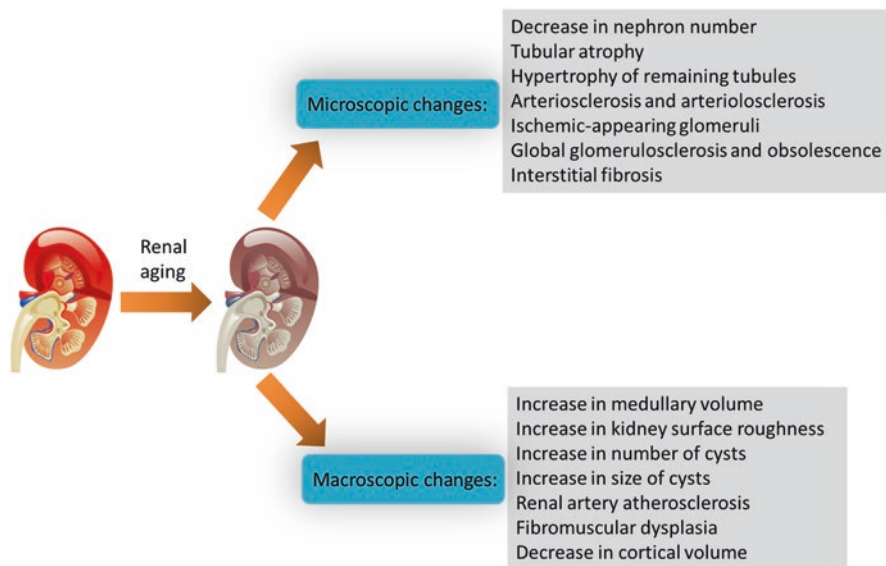 Decrease in nephron number
Tubular atrophy
Hypertrophy of remaining tubules
Arteriosclerosis and arteriolosclerosis
Ischemic-appearing glomeruli
Global glomerulosclerosis and obsolescence
Interstitial fibrosis
Microscopic changes:
Renal
aging
Increase in medullary volume
Increase in kidney surface roughness
Increase in number of cysts
Increase in size of cysts
Renal artery atherosclerosis
Fibromuscular dysplasia
Decrease in cortical volume
Macroscopic changes: